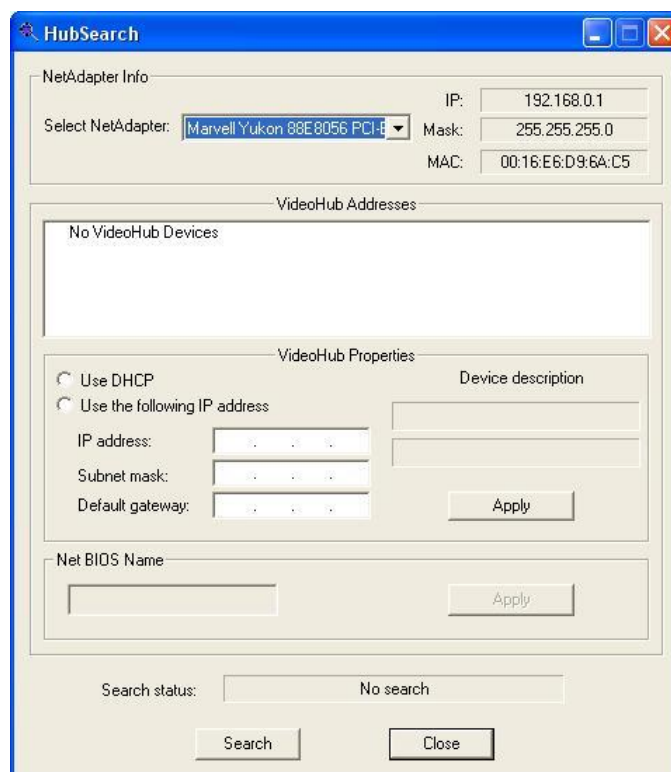 HubSearch
NetAdapter Info
IP: 192.168.0.1
Select NetAdapter: Marvell Yukon 88E8056 PCI-E Mask: 255.255.255.0
MAC: 00:16:E6:D9:6A:C5
VideoHub Addresses
No VideoHub Devices
VideoHub Properties
Use DHCP Device description
Use the following IP address
IP address: . . .
Subnet mask: . . .
Default gateway: . . . Apply
Net BIOS Name
Apply
Search status: No search
Search Close